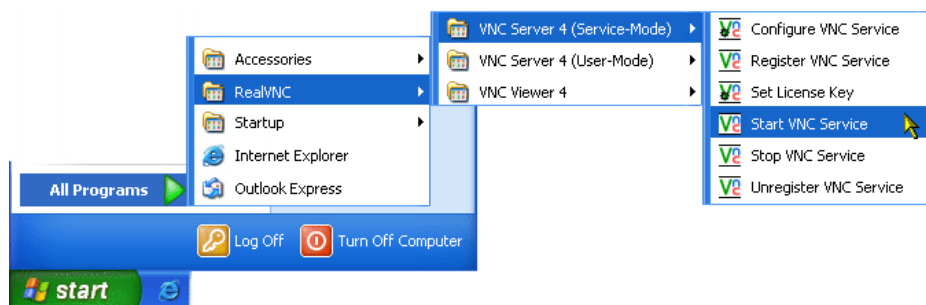 VNC Server 4 (Service-Mode)
VNC Server 4 (User-Mode)
VNC Viewer 4
Configure VNC Service
Register VNC Service
Set License Key
Start VNC Service
Stop VNC Service
Unregister VNC Service
Accessories
RealVNC
Startup
Internet Explorer
Outlook Express
All Programs
Log Off
Turn Off Computer
start